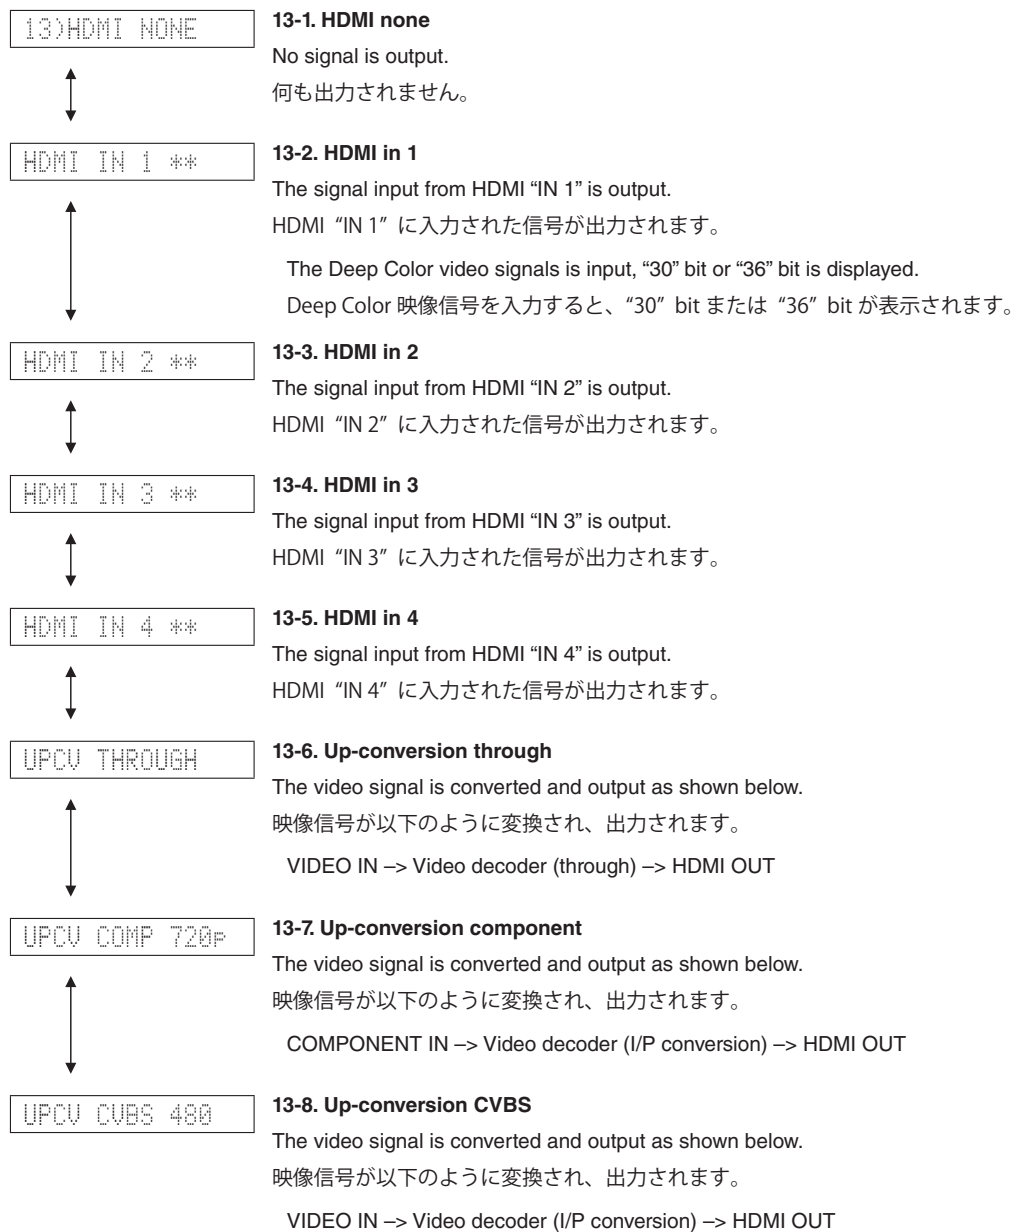 13)HDMI NONE
13-1. HDMI none
No signal is output.
何も出力されません。
HDMI IN 1 **
13-2. HDMI in 1
The signal input from HDMI “IN 1” is output.
HDMI “IN 1” に入力された信号が出力されます。
The Deep Color video signals is input, “30” bit or “36” bit is displayed.
Deep Color 映像信号を入力すると、“30” bit または “36” bit が表示されます。
HDMI IN 2 **
13-3. HDMI in 2
The signal input from HDMI “IN 2” is output.
HDMI “IN 2” に入力された信号が出力されます。
HDMI IN 3 **
13-4. HDMI in 3
The signal input from HDMI “IN 3” is output.
HDMI “IN 3” に入力された信号が出力されます。
HDMI IN 4 **
13-5. HDMI in 4
The signal input from HDMI “IN 4” is output.
HDMI “IN 4” に入力された信号が出力されます。
UPCV THROUGH
13-6. Up-conversion through
The video signal is converted and output as shown below.
映像信号が以下のように変換され、出力されます。
VIDEO IN –> Video decoder (through) –> HDMI OUT
UPCV COMP 720p
13-7. Up-conversion component
The video signal is converted and output as shown below.
映像信号が以下のように変換され、出力されます。
COMPONENT IN –> Video decoder (I/P conversion) –> HDMI OUT
UPCV CVBS 480
13-8. Up-conversion CVBS
The video signal is converted and output as shown below.
映像信号が以下のように変換され、出力されます。
VIDEO IN –> Video decoder (I/P conversion) –> HDMI OUT